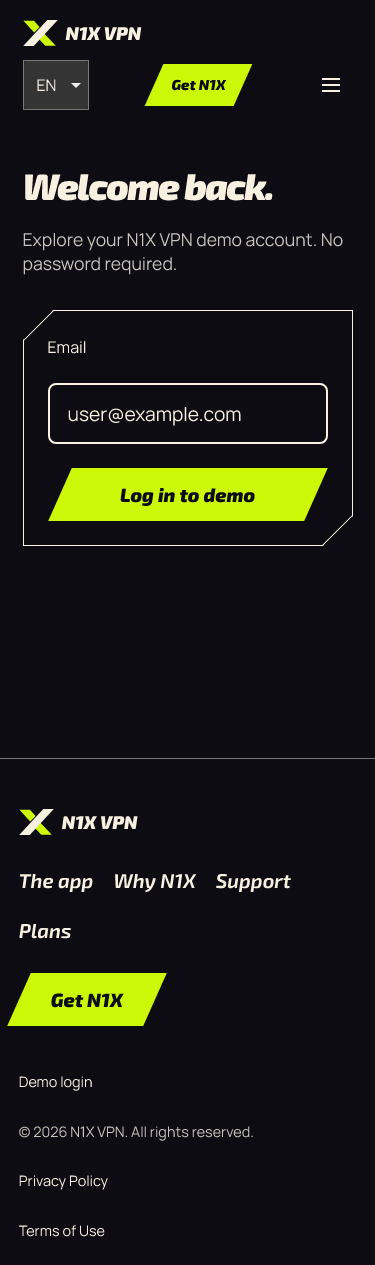 N1X VPN
EN
Get N1X
Welcome back.
Explore your N1X VPN demo account. No
password required.
Email
user@example.com
Log in to demo
N1X VPN
The app Why N1X Support
Plans
Get N1X
Demo login
© 2026 N1X VPN. All rights reserved.
Privacy Policy
Terms of Use